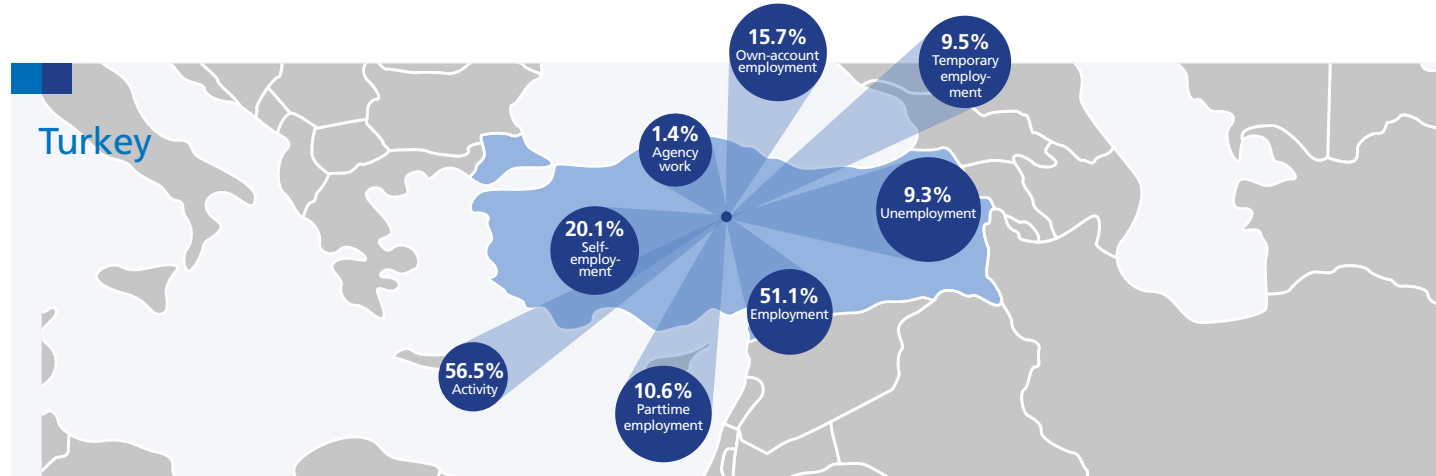 Turkey
15.7%
Own-account
employment
9.5%
Temporary
employ-
ment
1.4%
Agency
work
9.3%
Unemployment
20.1%
Self-
employ-
ment
51.1%
Employment
56.5%
Activity
10.6%
Parttime
employment